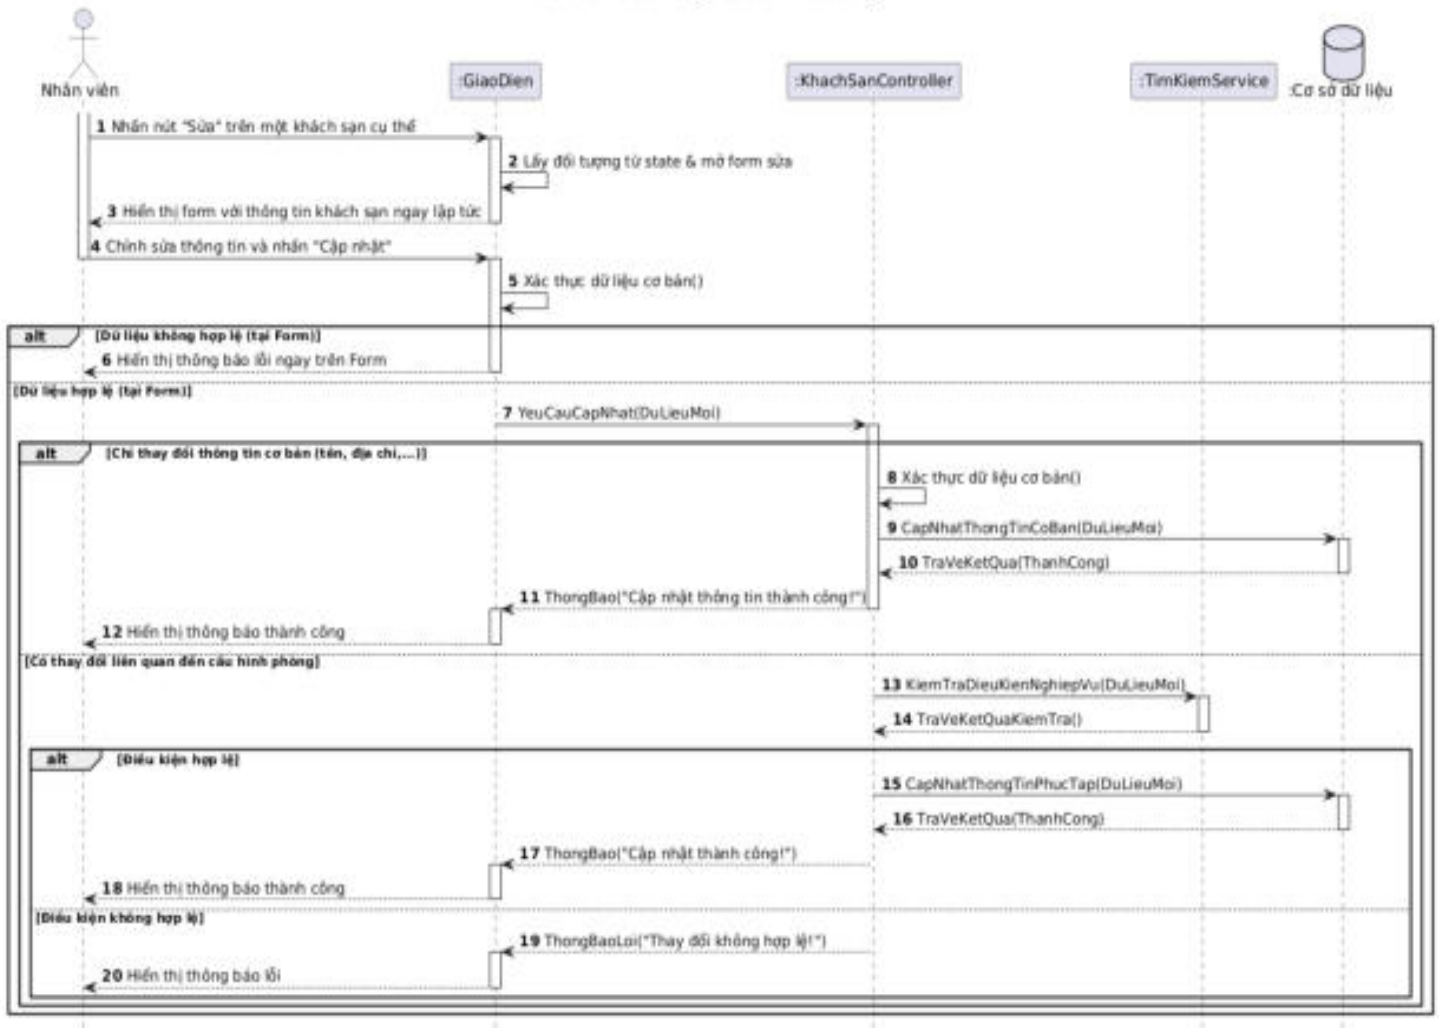 Nhân viên
:GiaoDien
:KhachSanController
:TimKiemService
:Cơ sở dữ liệu
1 Nhấn nút "Sửa" trên một khách sạn cụ thể
2 Lấy đối tượng từ state & mở form sửa
3 Hiển thị form với thông tin khách sạn ngay lập tức
4 Chỉnh sửa thông tin và nhấn "Cập nhật"
5 Xác thực dữ liệu cơ bản()
alt [Dữ liệu không hợp lệ (tại Form)]
6 Hiển thị thông báo lỗi ngay trên Form
[Dữ liệu hợp lệ (tại Form)]
7 YeuCauCapNhat(DuLieuMoi)
alt [Chỉ thay đổi thông tin cơ bản (tên, địa chỉ,...)]
8 Xác thực dữ liệu cơ bản()
9 CapNhatThongTinCoBan(DuLieuMoi)
10 TraVeKetQua(ThanhCong)
11 ThongBao("Cập nhật thông tin thành công!")
12 Hiển thị thông báo thành công
[Có thay đổi liên quan đến cấu hình phòng]
13 KiemTraDieuKienNghiepVu(DuLieuMoi)
14 TraVeKetQuaKiemTra()
alt [Điều kiện hợp lệ]
15 CapNhatThongTinPhucTap(DuLieuMoi)
16 TraVeKetQua(ThanhCong)
17 ThongBao("Cập nhật thành công!")
18 Hiển thị thông báo thành công
[Điều kiện không hợp lệ]
19 ThongBaoLoi("Thay đổi không hợp lệ!")
20 Hiển thị thông báo lỗi